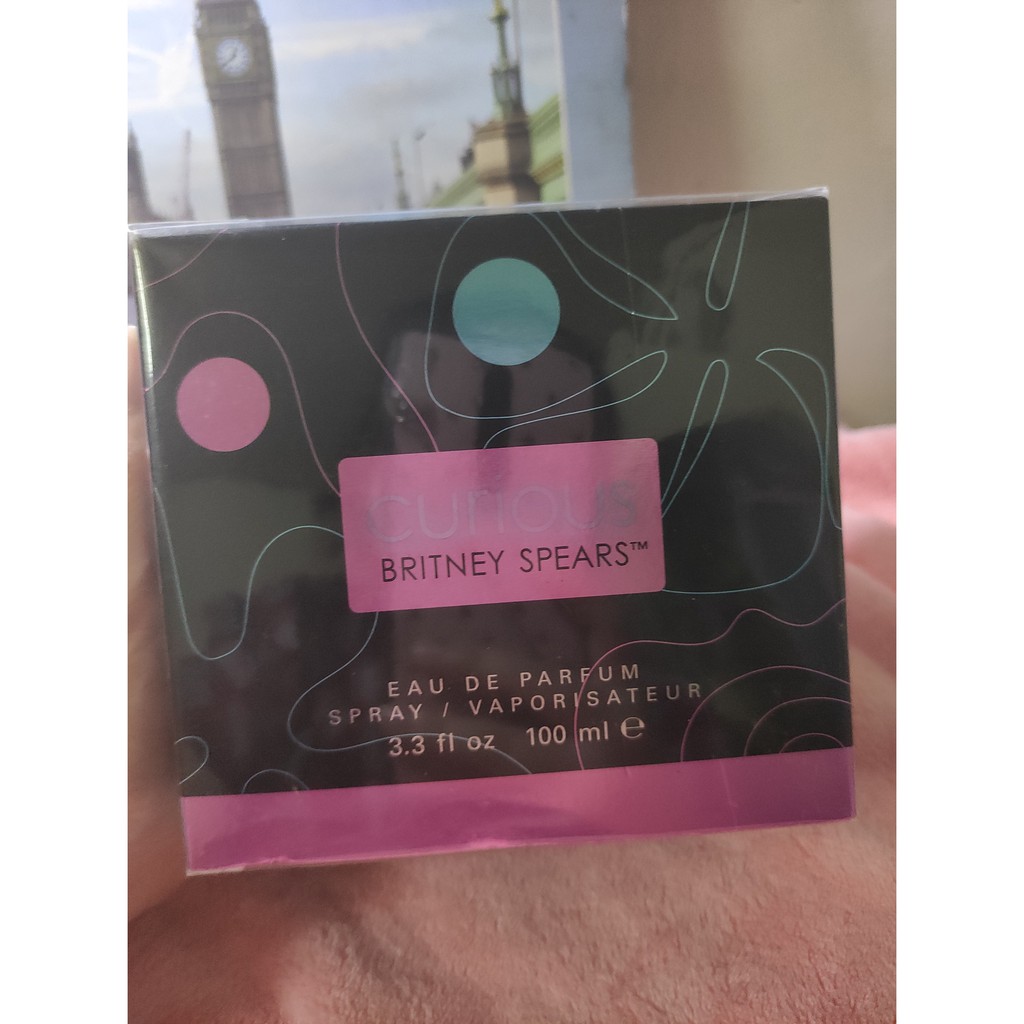 curious
BRITNEY SPEARS™
EAU DE PARFUM
SPRAY / VAPORISATEUR
3.3 fl oz 100 ml ℮